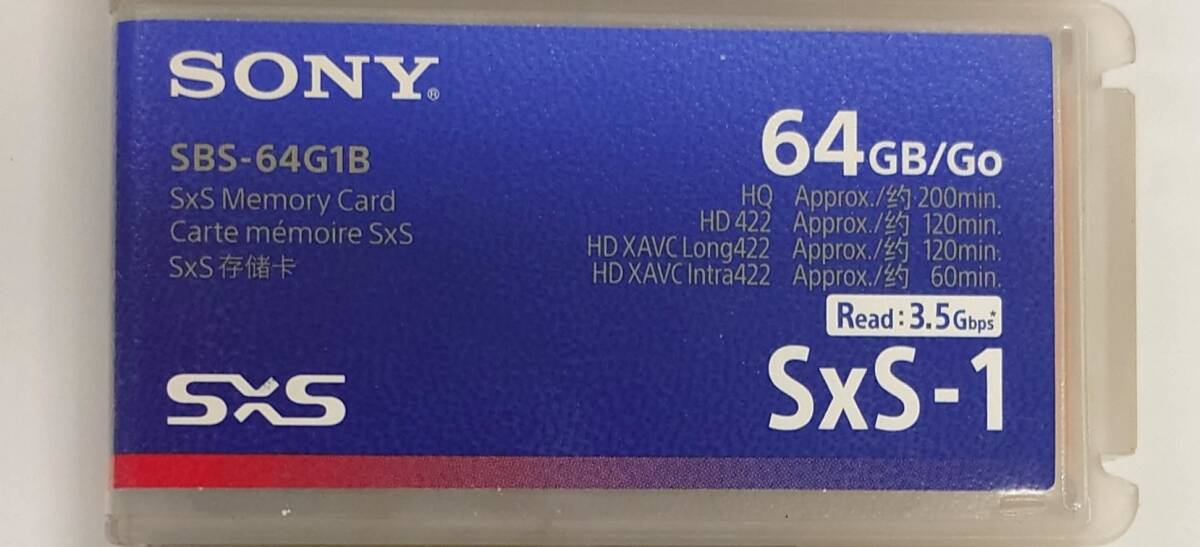 SONY®
SBS-64G1B
SxS Memory Card
Carte mémoire SxS
SxS 存储卡
SXS
64GB/Go
HQ Approx./约 200min.
HD 422 Approx./约 120min.
HD XAVC Long422 Approx./约 120min.
HD XAVC Intra422 Approx./约 60min.
Read:3.5Gbps*
SxS-1